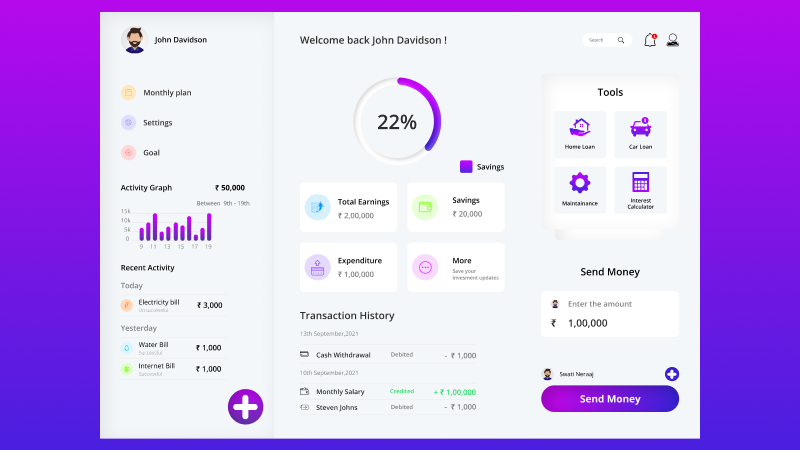 John Davidson
Monthly plan
Settings
Goal
Activity Graph ₹ 50,000
Between 9th - 19th
15k
10k
5k
0
9 11 13 15 17 19
Recent Activity
Today
Electricity bill ₹ 3,000
Unsuccessful
Yesterday
Water Bill ₹ 1,000
Successful
Internet Bill ₹ 1,000
Successful
Welcome back John Davidson !
Search
22%
Savings
Total Earnings
₹ 2,00,000
Savings
₹ 20,000
Expenditure
₹ 1,00,000
More
Save your
invesment updates
Transaction History
13th September,2021
Cash Withdrawal Debited - ₹ 1,000
10th September,2021
Monthly Salary Credited + ₹ 1,00,000
Steven Johns Debited - ₹ 1,000
Tools
Home Loan
Car Loan
Maintainance
Interest
Calculator
Send Money
Enter the amount
₹ 1,00,000
Swati Neraaj
Send Money